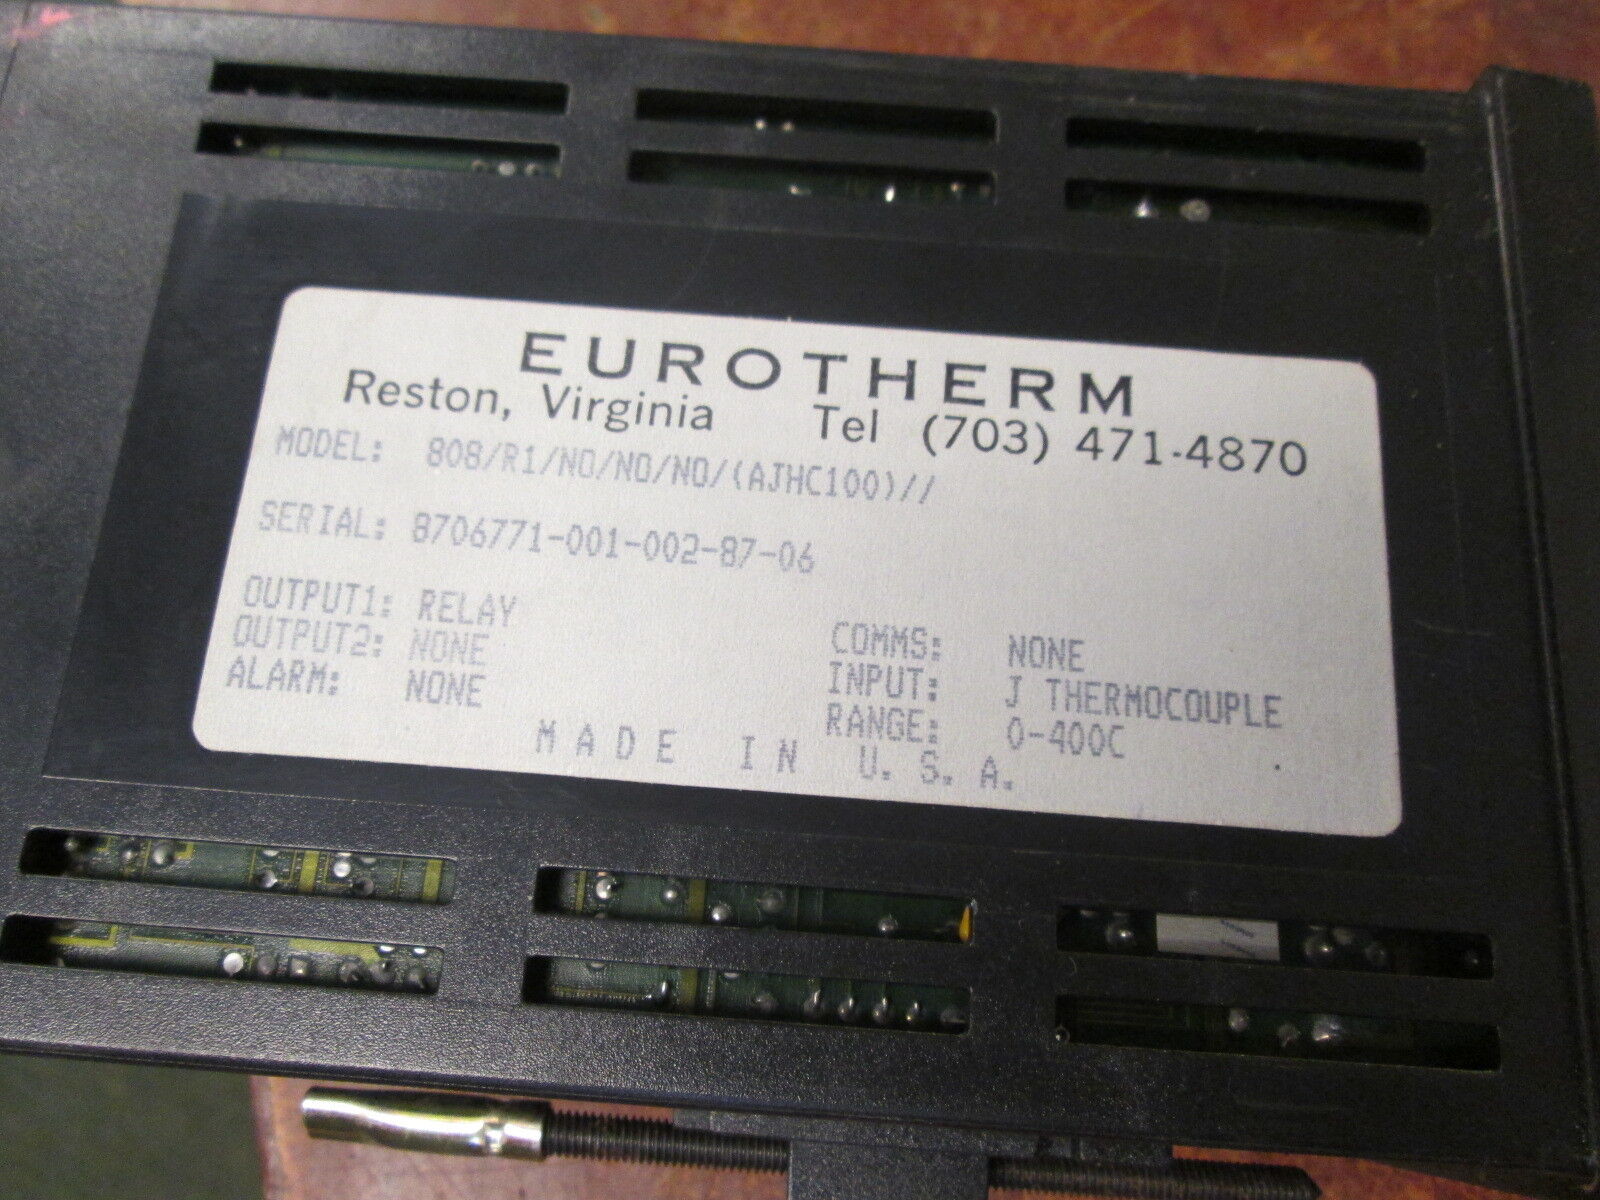 EUROTHERM
Reston, Virginia Tel (703) 471-4870
MODEL: 808/R1/NO/NO/NO/(AJHC100)//
SERIAL: 8706771-001-002-87-06
OUTPUT1: RELAY
OUTPUT2: NONE
ALARM: NONE
COMMS: NONE
INPUT: J THERMOCOUPLE
RANGE: 0-400C
MADE IN U.S.A.